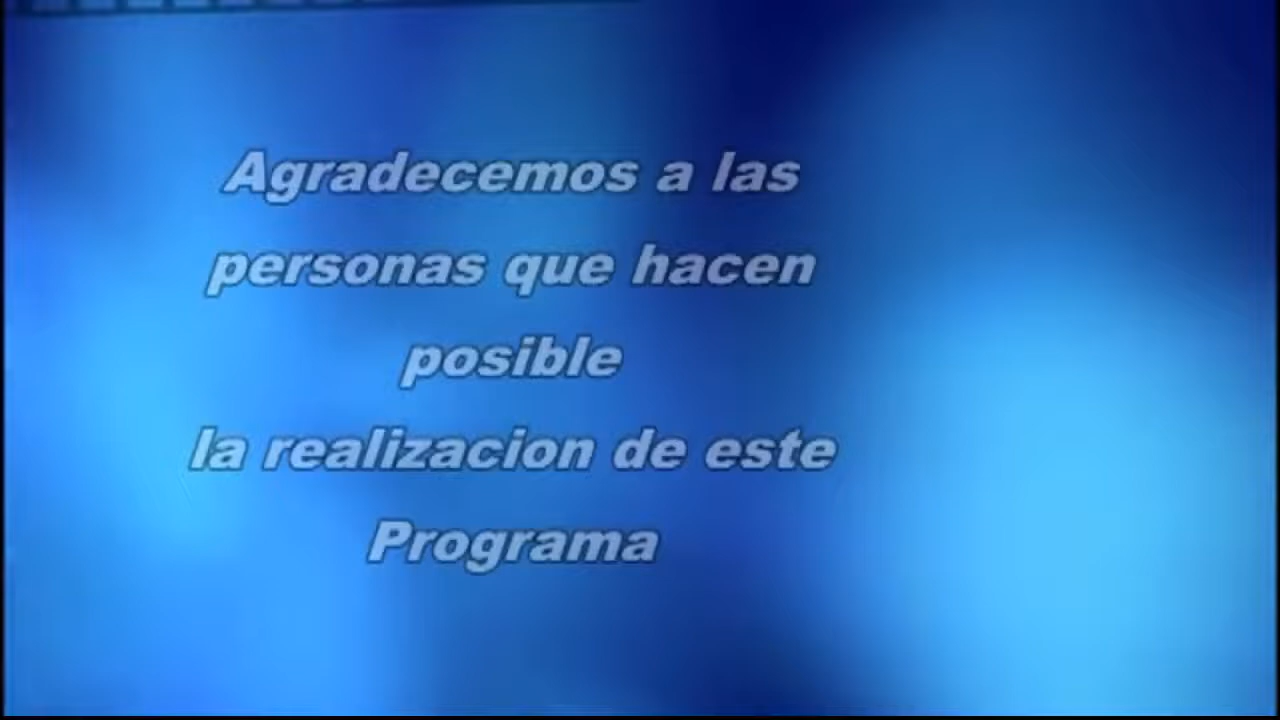 Agradecemos a las
personas que hacen
posible
la realizacion de este
Programa